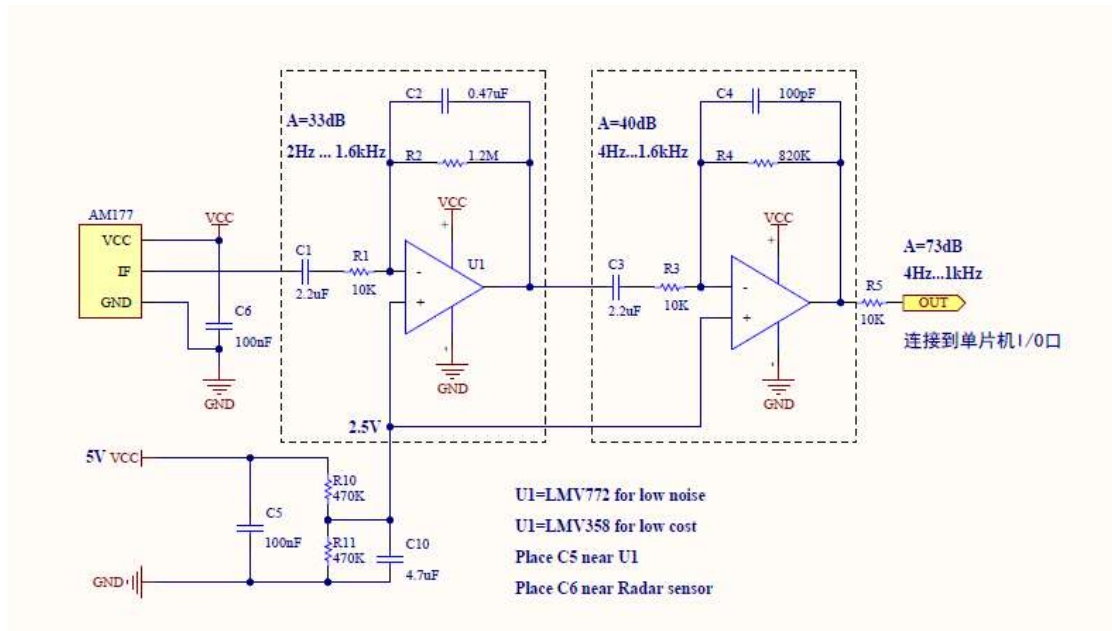 C2 0.47uF
A=33dB
2Hz ... 1.6kHz
R2 1.2M
C4 100pF
A=40dB
4Hz...1.6kHz
R4 820K
AM177
VCC
IF
GND
VCC
C6
100nF
GND
C1
2.2uF
R1
10K
VCC
+
-
+
U1
-
GND
C3
2.2uF
R3
10K
VCC
+
-
+
-
GND
A=73dB
4Hz...1kHz
R5
10K
OUT
连接到单片机I/O口
2.5V
5V VCC
R10
470K
C5
100nF
R11
470K
C10
4.7uF
GND
U1=LMV772 for low noise
U1=LMV358 for low cost
Place C5 near U1
Place C6 near Radar sensor